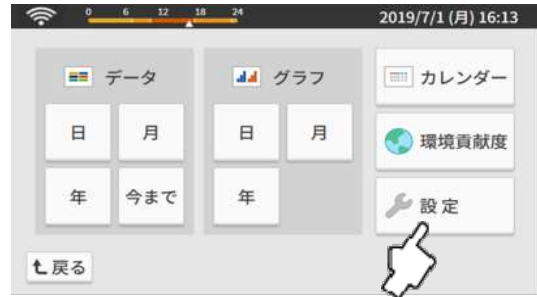 0 6 12 18 24
2019/7/1 (月) 16:13
データ
日 月
年 今まで
グラフ
日 月
年
カレンダー
環境貢献度
設定
戻る